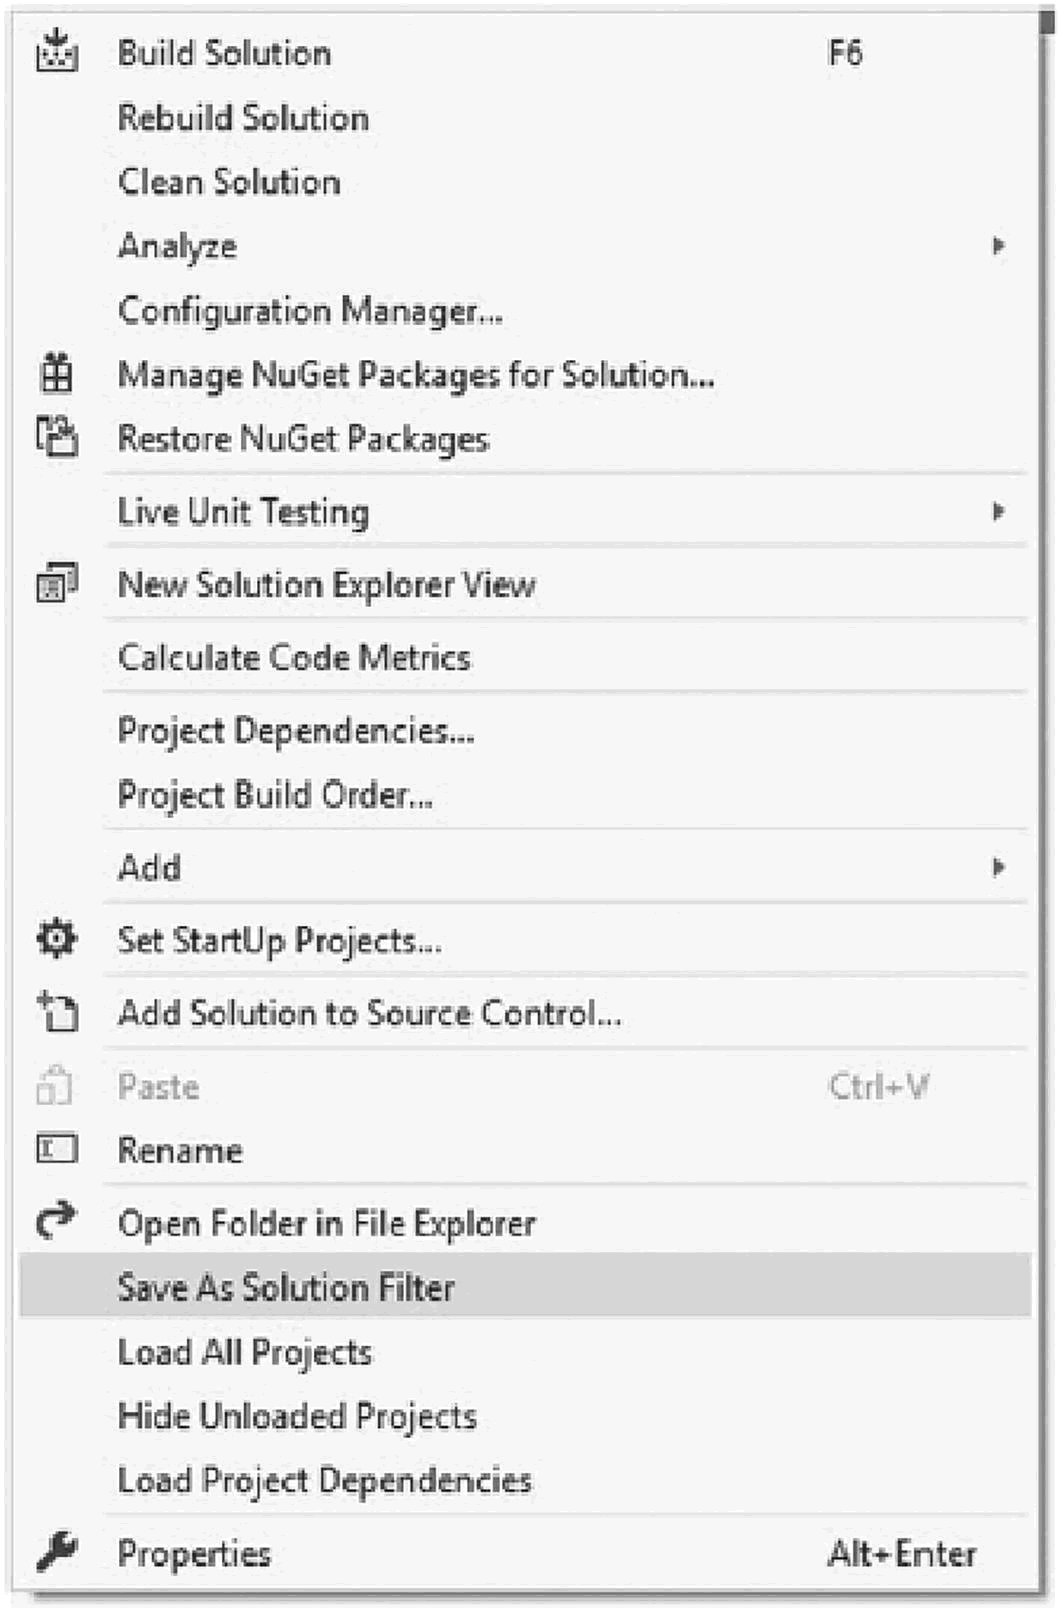 Build Solution F6
Rebuild Solution
Clean Solution
Analyze
Configuration Manager...
Manage NuGet Packages for Solution...
Restore NuGet Packages
Live Unit Testing
New Solution Explorer View
Calculate Code Metrics
Project Dependencies...
Project Build Order...
Add
Set StartUp Projects...
Add Solution to Source Control...
Paste Ctrl+V
Rename
Open Folder in File Explorer
Save As Solution Filter
Load All Projects
Hide Unloaded Projects
Load Project Dependencies
Properties Alt+Enter